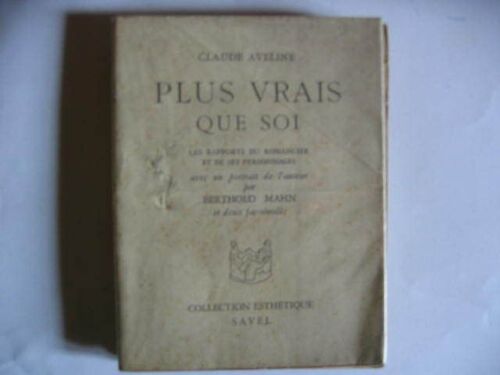 CLAUDE AVELINE
PLUS VRAIS
QUE SOI
LES RAPPORTS DU ROMANCIER
ET DE SES PERSONNAGES
avec un portrait de l'auteur
par
BERTHOLD MAHN
et deux fac-similés
COLLECTION ESTHÉTIQUE
SAVEL